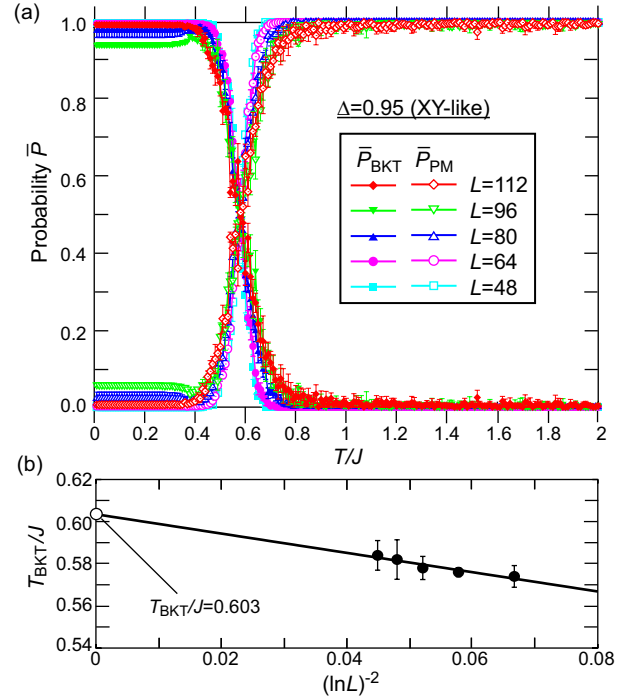 (a)
1.0
0.8
0.6
0.4
0.2
0.0
Probability P̄
Δ=0.95 (XY-like)
P̄BKT P̄PM
L=112
L=96
L=80
L=64
L=48
0 0.2 0.4 0.6 0.8 1 1.2 1.4 1.6 1.8 2
T/J
(b)
0.62
0.60
0.58
0.56
0.54
TBKT/J
TBKT/J=0.603
0 0.02 0.04 0.06 0.08
(lnL)-2